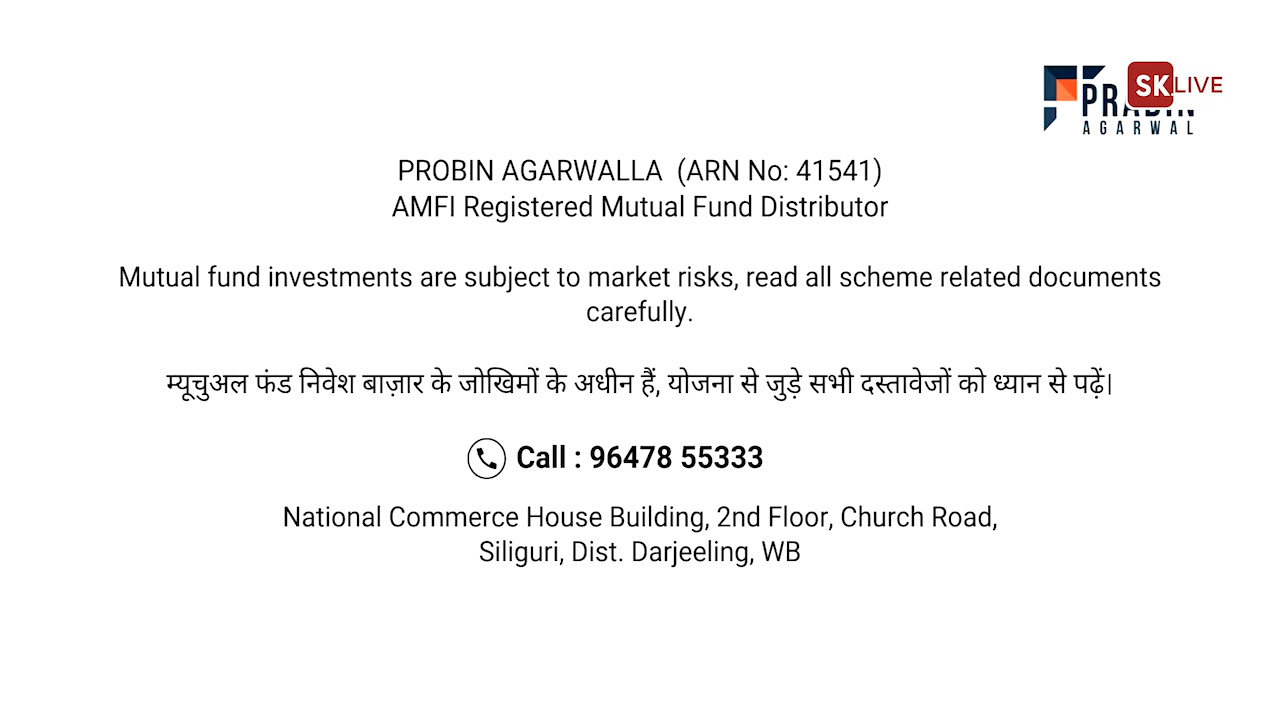 SK LIVE
AGARWAL
PROBIN AGARWALLA (ARN No: 41541)
AMFI Registered Mutual Fund Distributor
Mutual fund investments are subject to market risks, read all scheme related documents
carefully.
म्यूचुअल फंड निवेश बाज़ार के जोखिमों के अधीन हैं, योजना से जुड़े सभी दस्तावेजों को ध्यान से पढ़ें।
Call : 96478 55333
National Commerce House Building, 2nd Floor, Church Road,
Siliguri, Dist. Darjeeling, WB